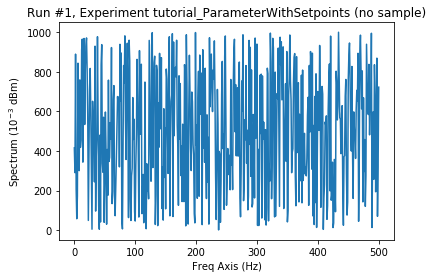 Run #1, Experiment tutorial_ParameterWithSetpoints (no sample)
1000
800
600
400
200
0
Spectrum (10⁻³ dBm)
0 100 200 300 400 500
Freq Axis (Hz)